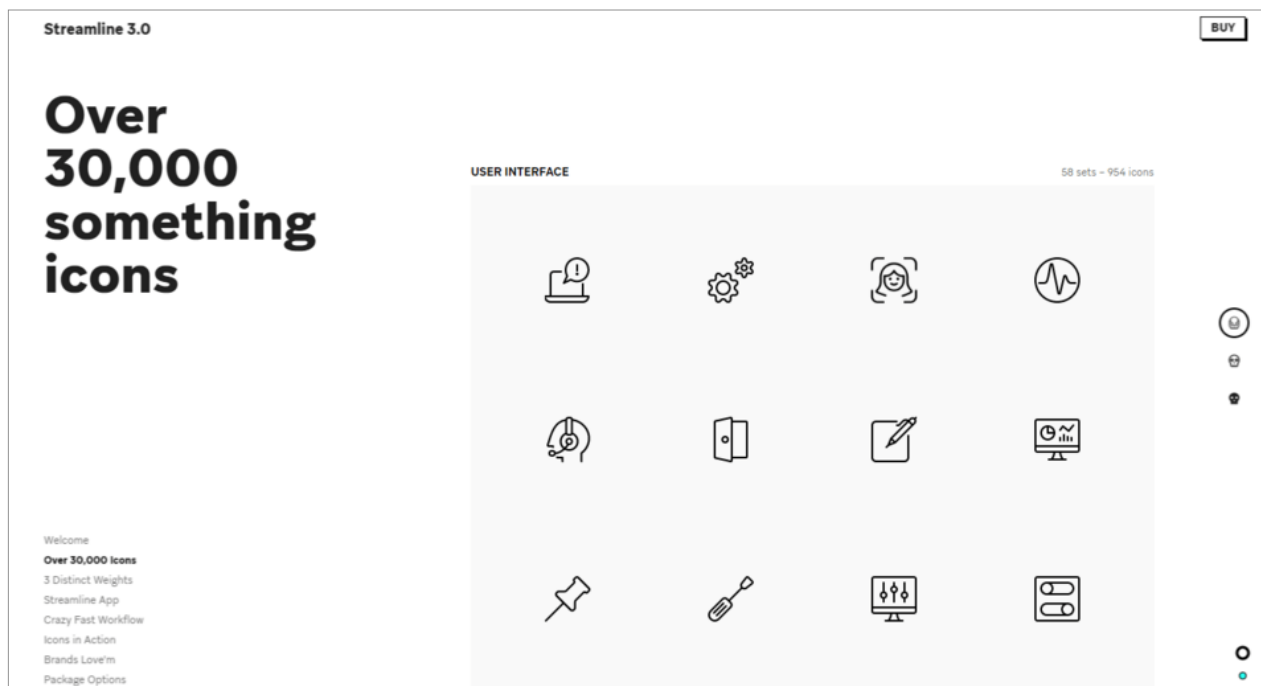 Streamline 3.0
BUY
Over
30,000
something
icons
USER INTERFACE
58 sets – 954 icons
Welcome
Over 30,000 Icons
3 Distinct Weights
Streamline App
Crazy Fast Workflow
Icons in Action
Brands Love'm
Package Options